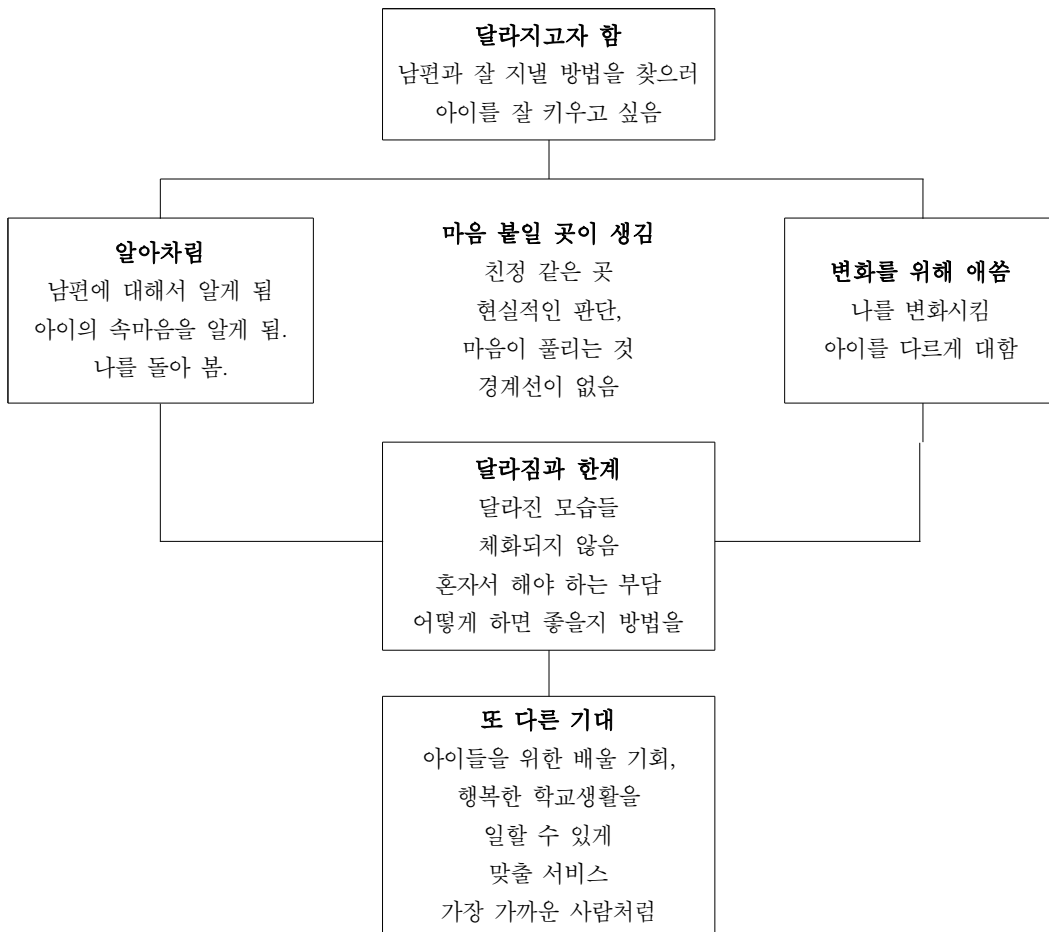 달라지고자 함
남편과 잘 지낼 방법을 찾으러
아이를 잘 키우고 싶음
알아차림
남편에 대해서 알게 됨
아이의 속마음을 알게 됨.
나를 돌아 봄.
마음 붙일 곳이 생김
친정 같은 곳
현실적인 판단,
마음이 풀리는 것
경계선이 없음
변화를 위해 애씀
나를 변화시킴
아이를 다르게 대함
달라짐과 한계
달라진 모습들
체화되지 않음
혼자서 해야 하는 부담
어떻게 하면 좋을지 방법을
또 다른 기대
아이들을 위한 배울 기회,
행복한 학교생활을
일할 수 있게
맞출 서비스
가장 가까운 사람처럼